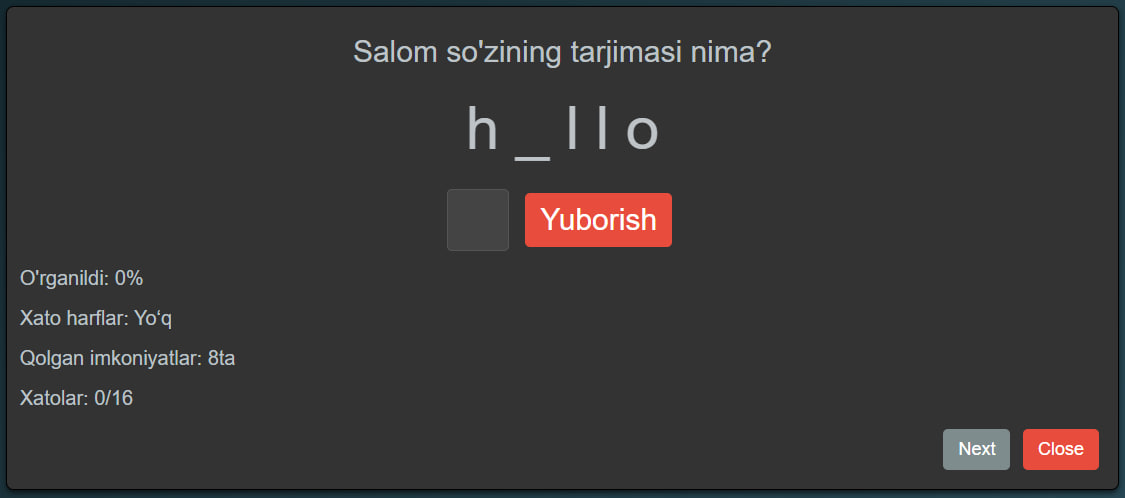 Salom so'zining tarjimasi nima?
h _ l l o
Yuborish
O'rganildi: 0%
Xato harflar: Yo‘q
Qolgan imkoniyatlar: 8ta
Xatolar: 0/16
Next Close